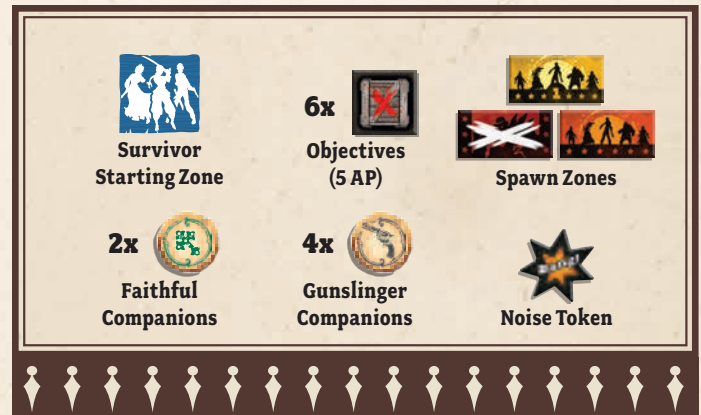 Survivor
Starting Zone
6x
Objectives
(5 AP)
Spawn Zones
2x
Faithful
Companions
4x
Gunslinger
Companions
Noise Token